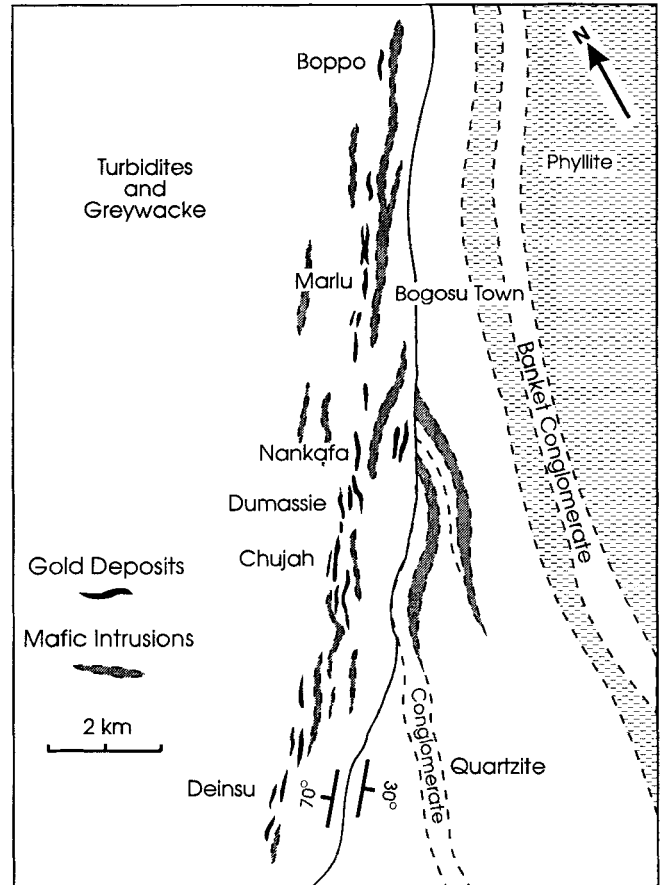 N
Boppo
Phyllite
Turbidites
and
Greywacke
Marlu
Bogosu Town
Banket Conglomerate
Nankafa
Dumassie
Chujah
Gold Deposits
Mafic Intrusions
2 km
Conglomerate
Quartzite
Deinsu
70°
30°